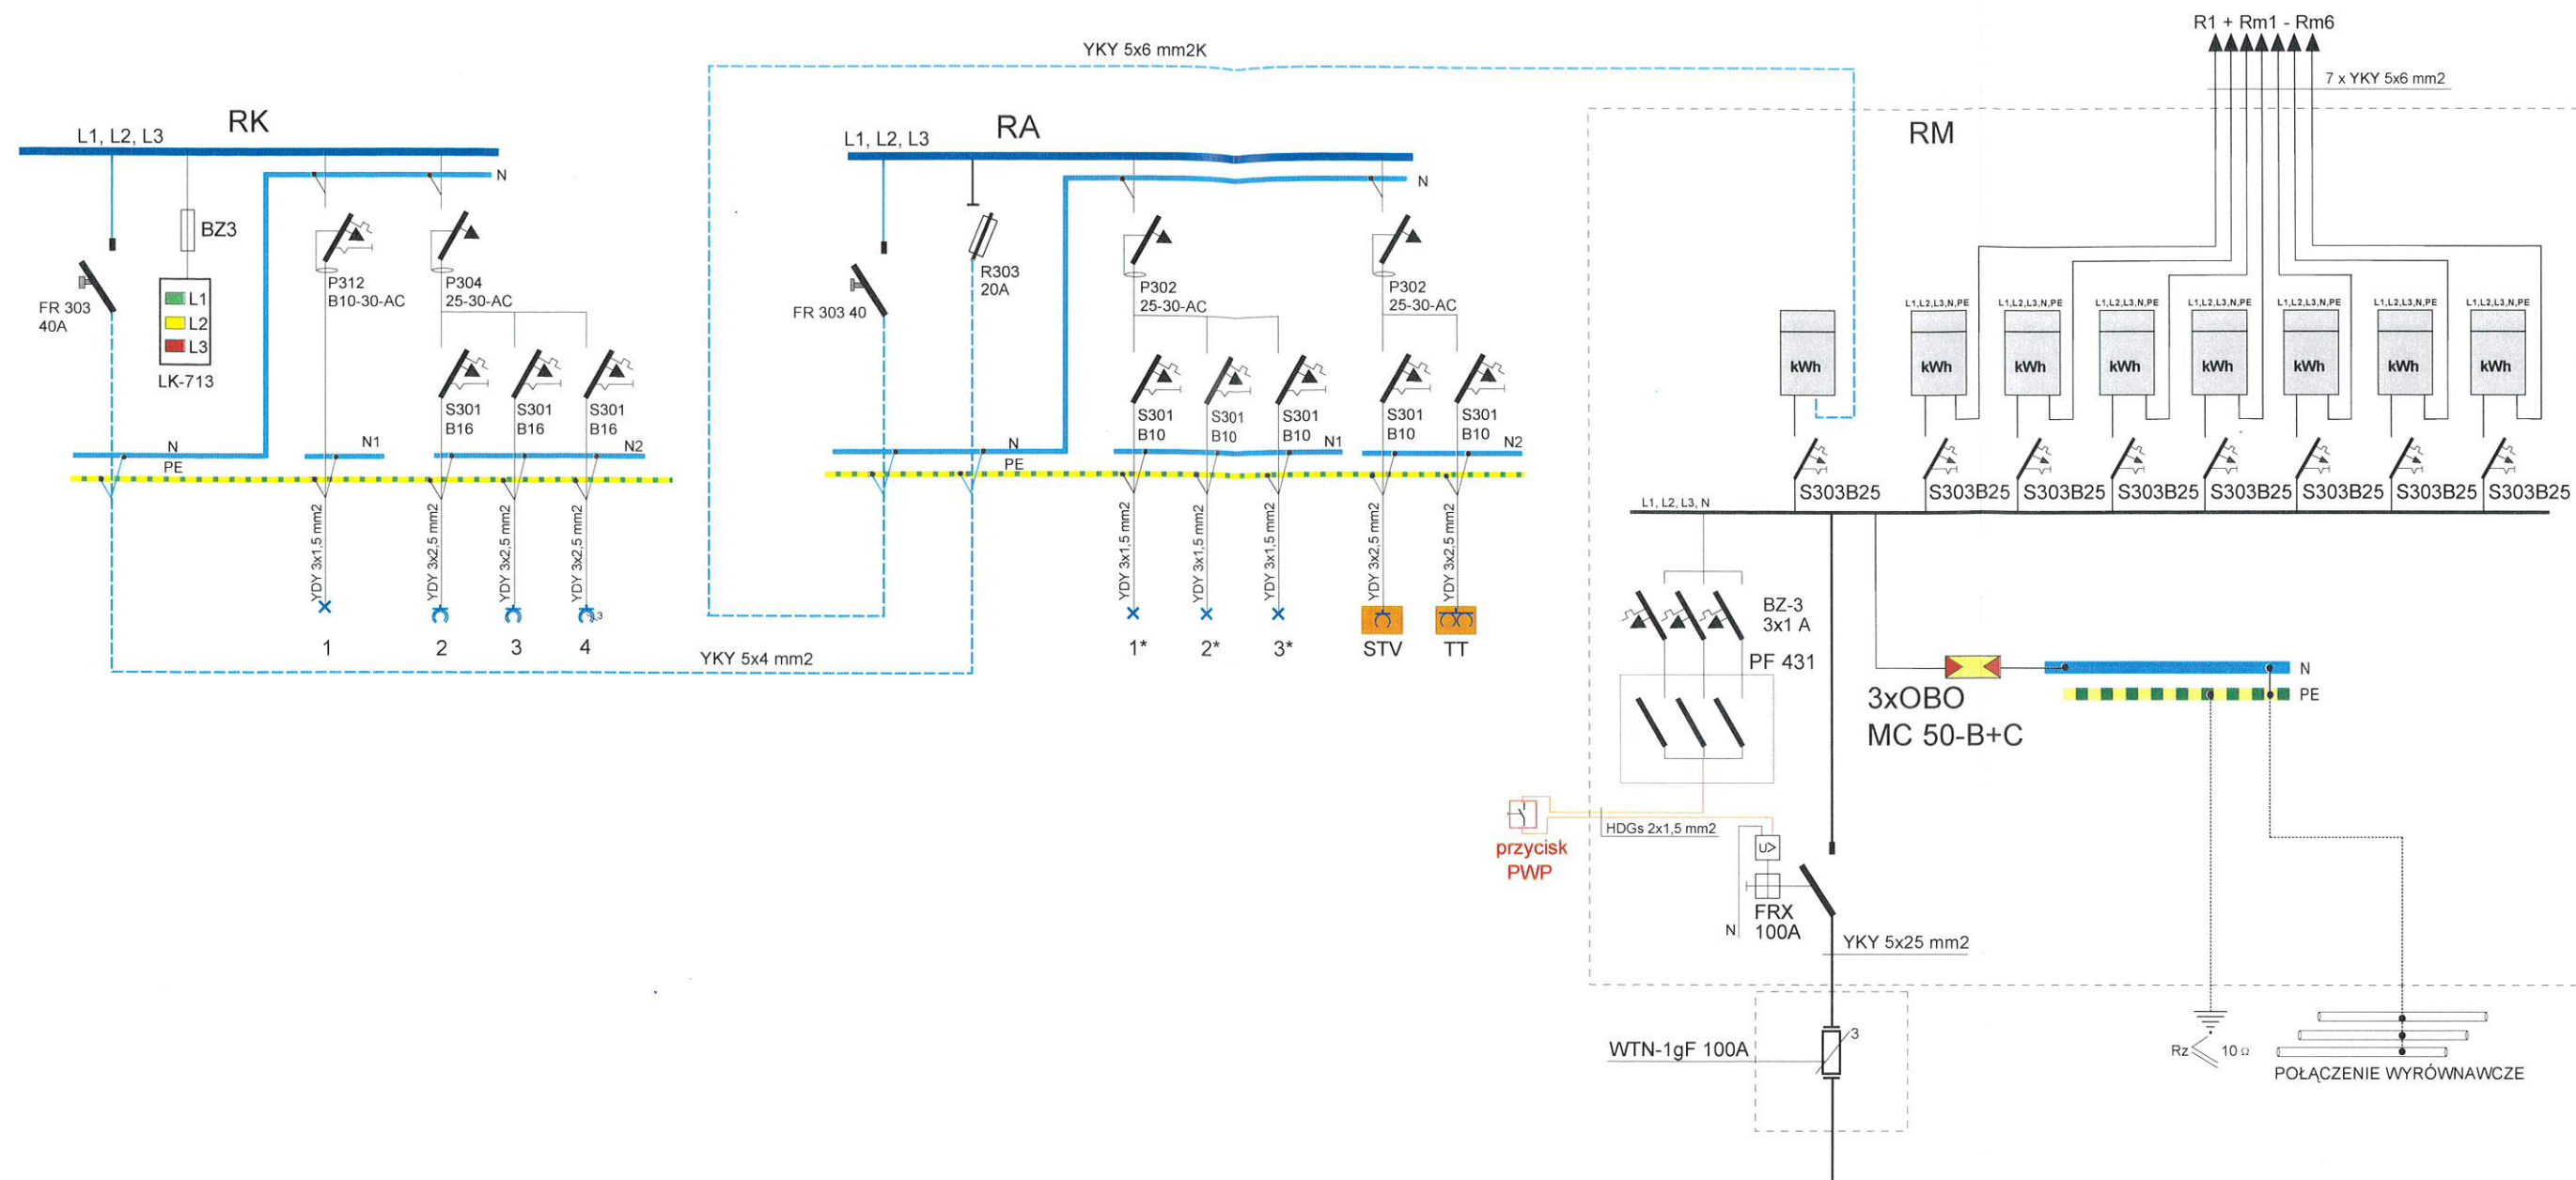 R1 + Rm1 - Rm6
YKY 5x6 mm2K
7 x YKY 5x6 mm2
RK
L1, L2, L3
N
BZ3
FR 303
40A
L1
L2
L3
LK-713
P312
B10-30-AC
P304
25-30-AC
S301
B16
S301
B16
S301
B16
N
PE
N1
N2
YDY 3x1,5 mm2
YDY 3x2,5 mm2
YDY 3x2,5 mm2
YDY 3x2,5 mm2
3
1
2
3
4
YKY 5x4 mm2
RA
L1, L2, L3
N
FR 303 40
R303
20A
P302
25-30-AC
P302
25-30-AC
S301
B10
S301
B10
S301
B10
S301
B10
S301
B10
N
PE
N1
N2
YDY 3x1,5 mm2
YDY 3x1,5 mm2
YDY 3x1,5 mm2
YDY 3x2,5 mm2
YDY 3x2,5 mm2
1*
2*
3*
STV
TT
RM
L1,L2,L3,N,PE
L1,L2,L3,N,PE
L1,L2,L3,N,PE
L1,L2,L3,N,PE
L1,L2,L3,N,PE
L1,L2,L3,N,PE
L1,L2,L3,N,PE
kWh
kWh
kWh
kWh
kWh
kWh
kWh
kWh
S303B25
S303B25
S303B25
S303B25
S303B25
S303B25
S303B25
S303B25
L1, L2, L3, N
BZ-3
3x1 A
PF 431
3xOBO
MC 50-B+C
N
PE
przycisk
PWP
HDGs 2x1,5 mm2
U>
FRX
100A
N
YKY 5x25 mm2
WTN-1gF 100A
3
Rz
10 Ω
POŁĄCZENIE WYRÓWNAWCZE